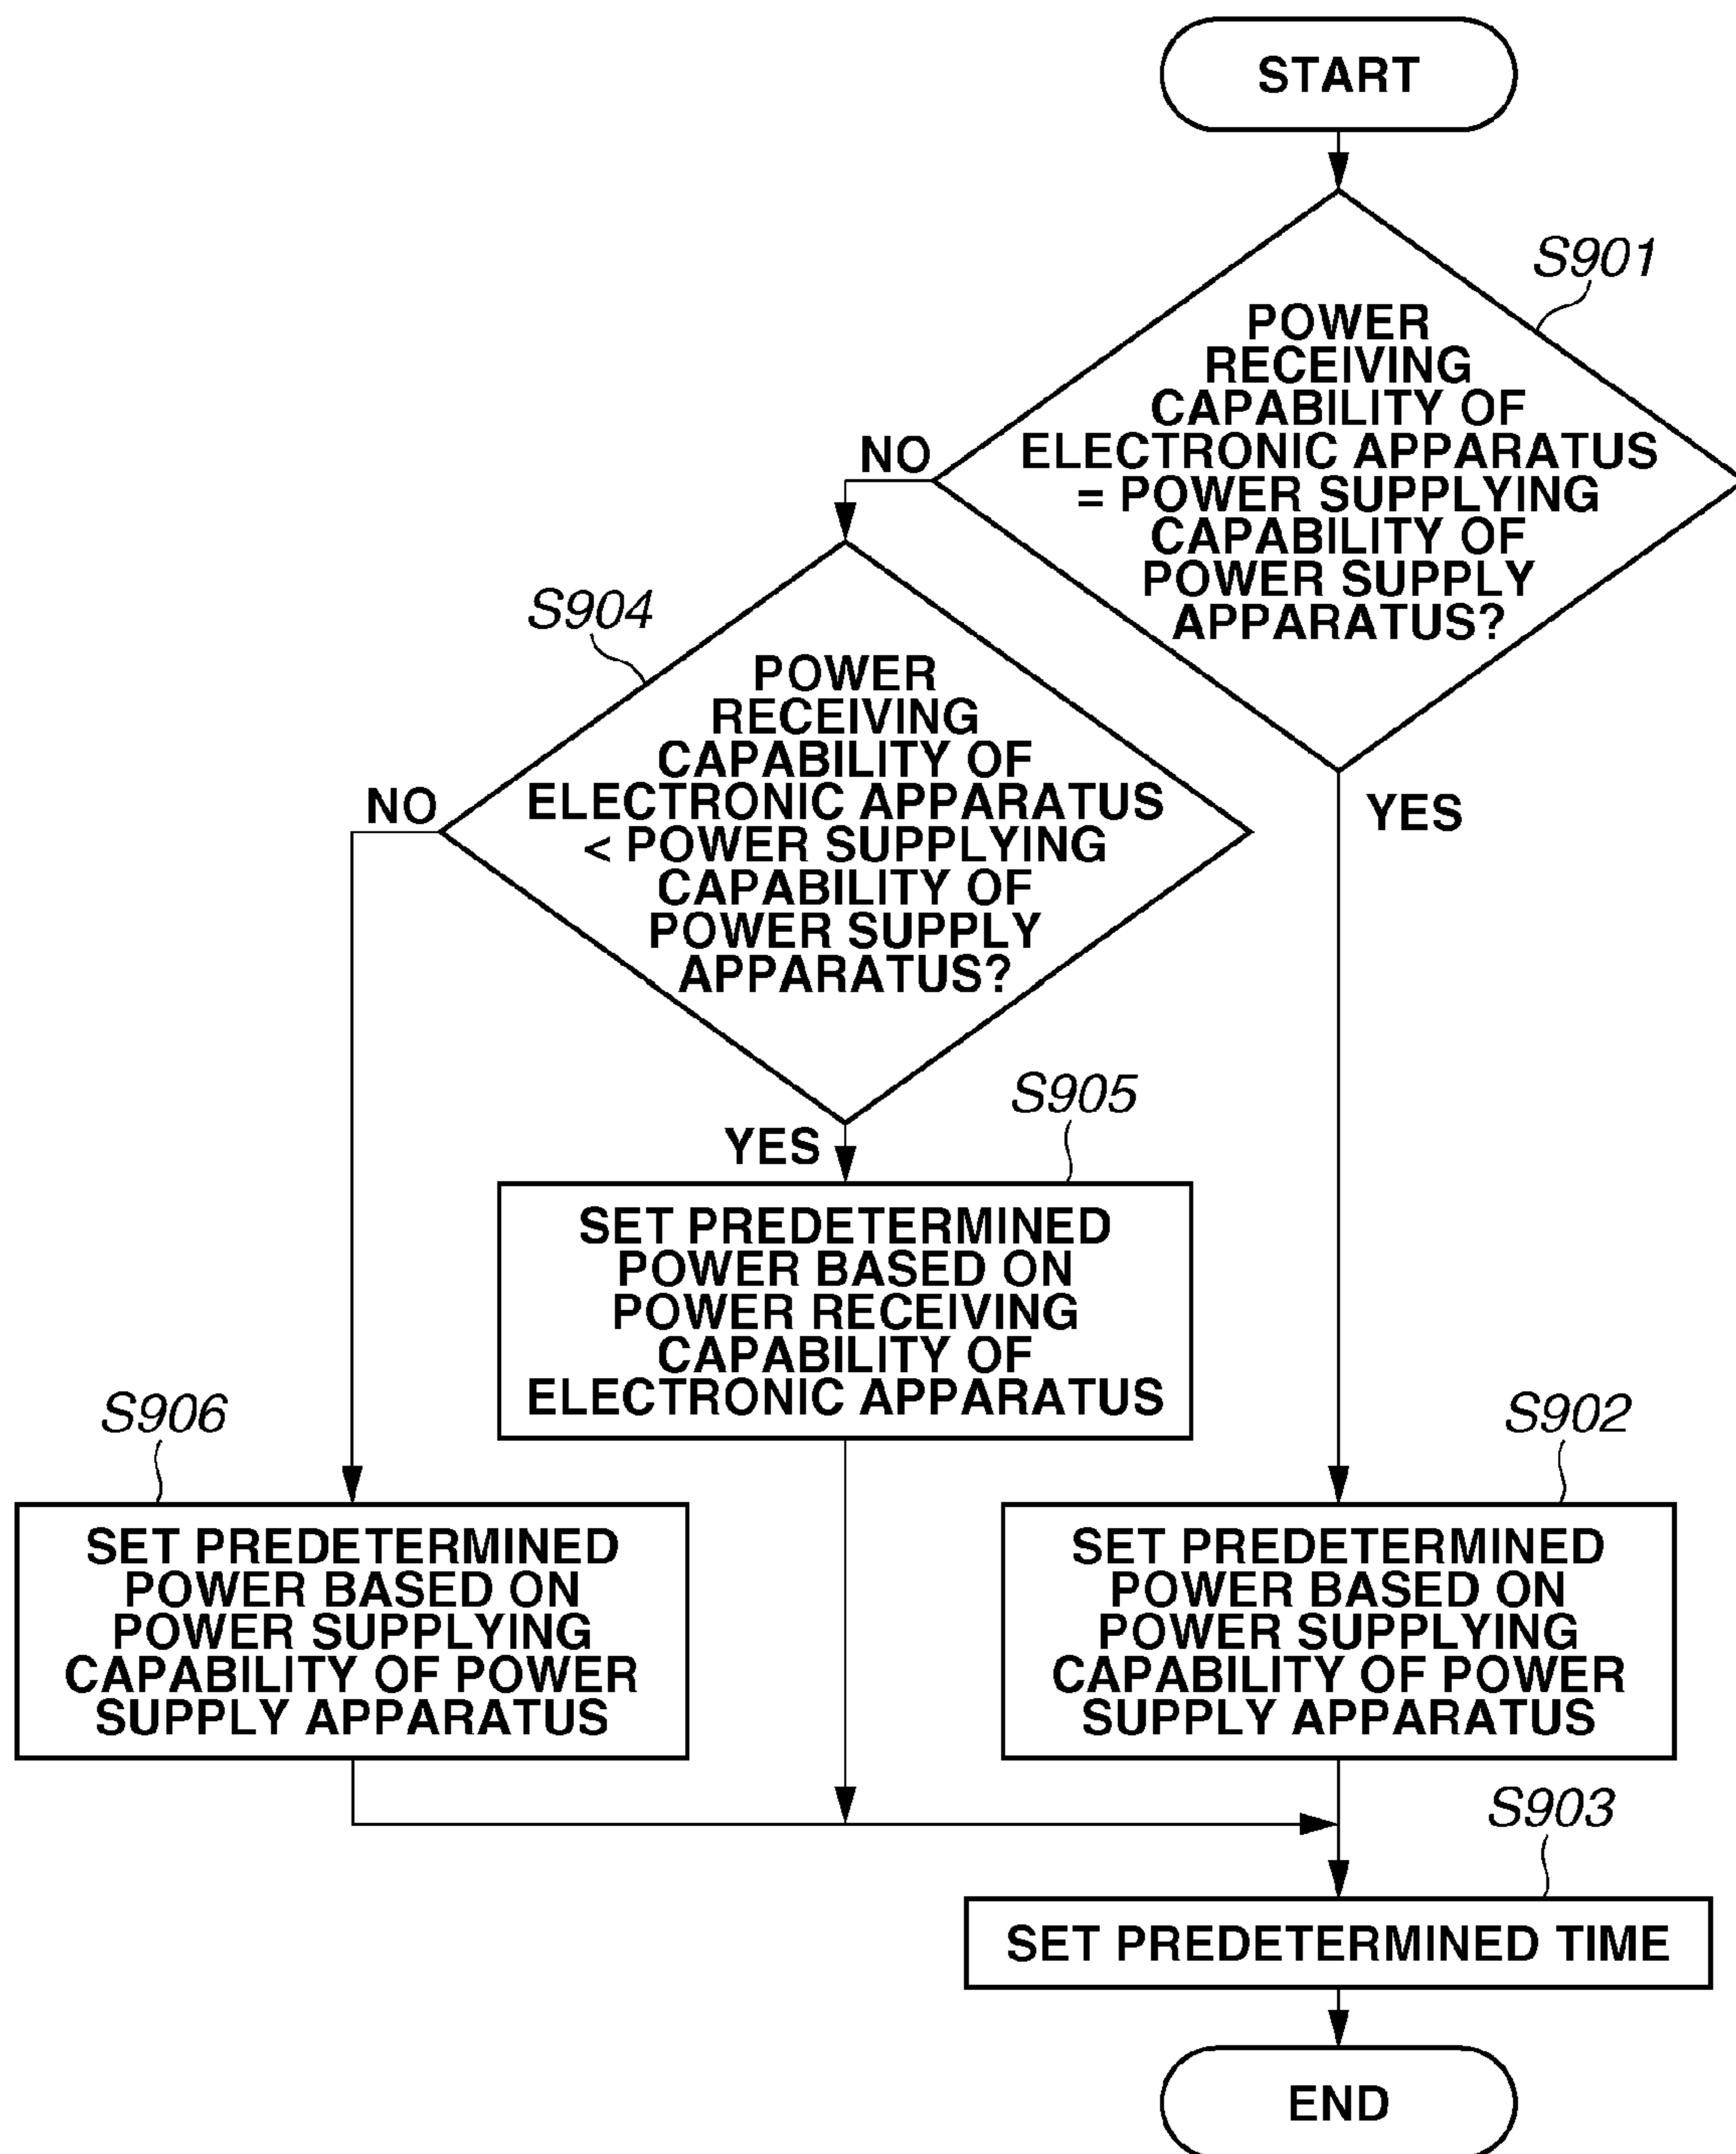 START
S901
POWER
RECEIVING
CAPABILITY OF
ELECTRONIC APPARATUS
= POWER SUPPLYING
CAPABILITY OF
POWER SUPPLY
APPARATUS?
NO
YES
S904
POWER
RECEIVING
CAPABILITY OF
ELECTRONIC APPARATUS
< POWER SUPPLYING
CAPABILITY OF
POWER SUPPLY
APPARATUS?
NO
YES
S905
SET PREDETERMINED
POWER BASED ON
POWER RECEIVING
CAPABILITY OF
ELECTRONIC APPARATUS
S906
SET PREDETERMINED
POWER BASED ON
POWER SUPPLYING
CAPABILITY OF POWER
SUPPLY APPARATUS
S902
SET PREDETERMINED
POWER BASED ON
POWER SUPPLYING
CAPABILITY OF POWER
SUPPLY APPARATUS
S903
SET PREDETERMINED TIME
END